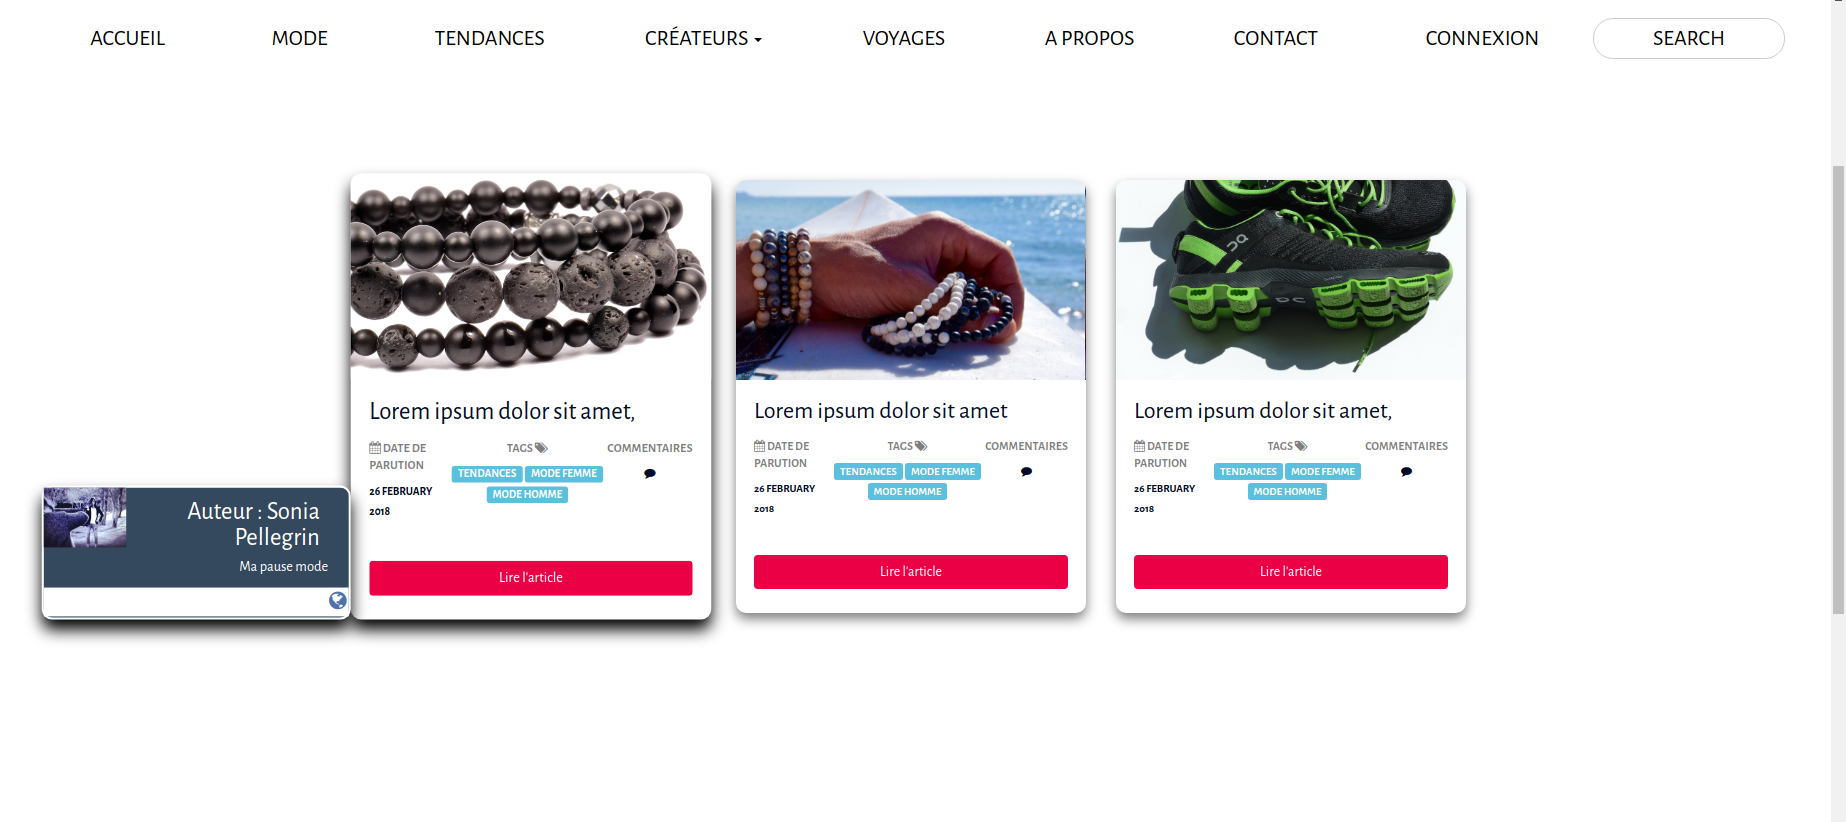 ACCUEIL MODE TENDANCES CRÉATEURS VOYAGES A PROPOS CONTACT CONNEXION SEARCH
Lorem ipsum dolor sit amet,
DATE DE PARUTION
TAGS
COMMENTAIRES
TENDANCES MODE FEMME
MODE HOMME
26 FEBRUARY
2018
Lire l'article
Auteur : Sonia
Pellegrin
Ma pause mode
Lorem ipsum dolor sit amet
DATE DE PARUTION
TAGS
COMMENTAIRES
TENDANCES MODE FEMME
MODE HOMME
26 FEBRUARY
2018
Lire l'article
Lorem ipsum dolor sit amet,
DATE DE PARUTION
TAGS
COMMENTAIRES
TENDANCES MODE FEMME
MODE HOMME
26 FEBRUARY
2018
Lire l'article